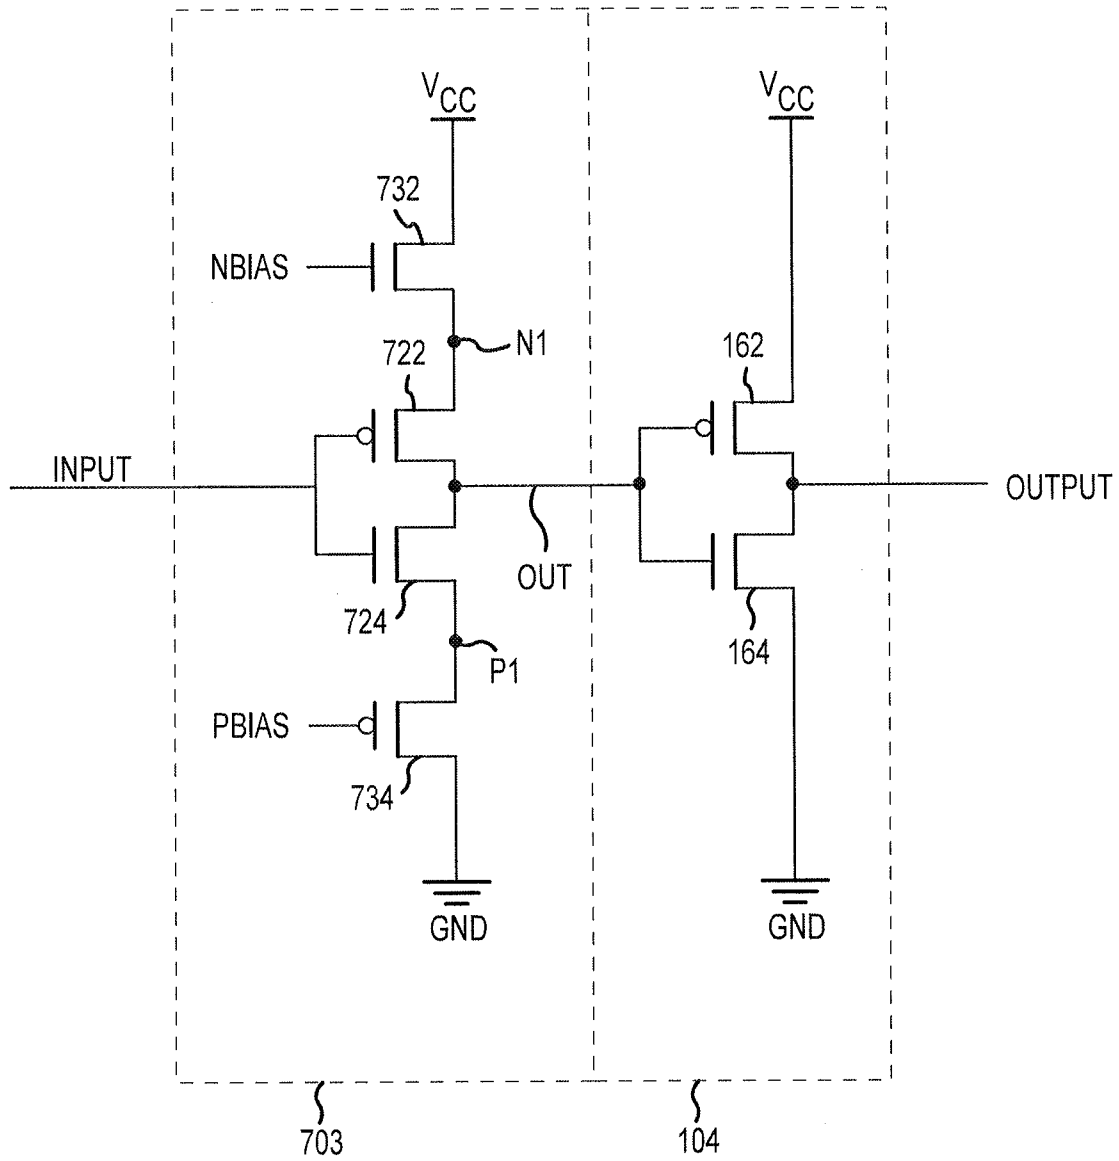 VCC
VCC
732
NBIAS
N1
722
162
INPUT
OUTPUT
OUT
724
164
P1
PBIAS
734
GND
GND
703
104